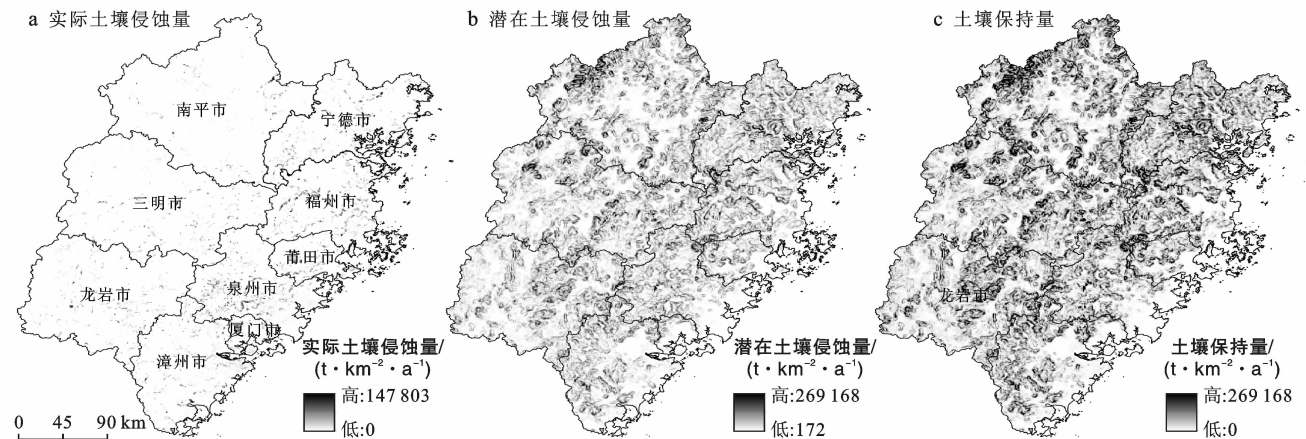 a 实际土壤侵蚀量
b 潜在土壤侵蚀量
c 土壤保持量
南平市
宁德市
三明市
福州市
莆田市
龙岩市
泉州市
厦门市
漳州市
龙岩市
实际土壤侵蚀量/
(t·km⁻²·a⁻¹)
高:147 803
低:0
潜在土壤侵蚀量/
(t·km⁻²·a⁻¹)
高:269 168
低:172
土壤保持量/
(t·km⁻²·a⁻¹)
高:269 168
低:0
0 45 90 km